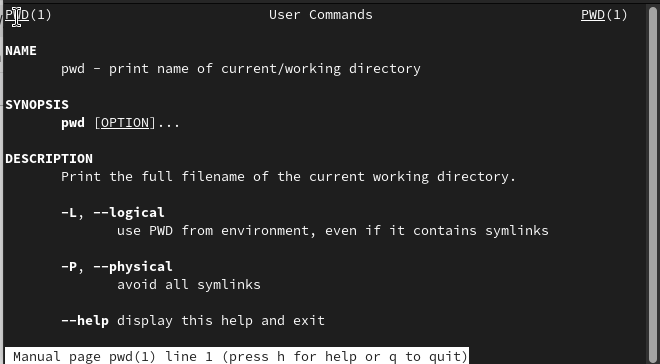 PWD(1) User Commands PWD(1)
NAME
pwd - print name of current/working directory
SYNOPSIS
pwd [OPTION]...
DESCRIPTION
Print the full filename of the current working directory.
-L, --logical
use PWD from environment, even if it contains symlinks
-P, --physical
avoid all symlinks
--help display this help and exit
Manual page pwd(1) line 1 (press h for help or q to quit)